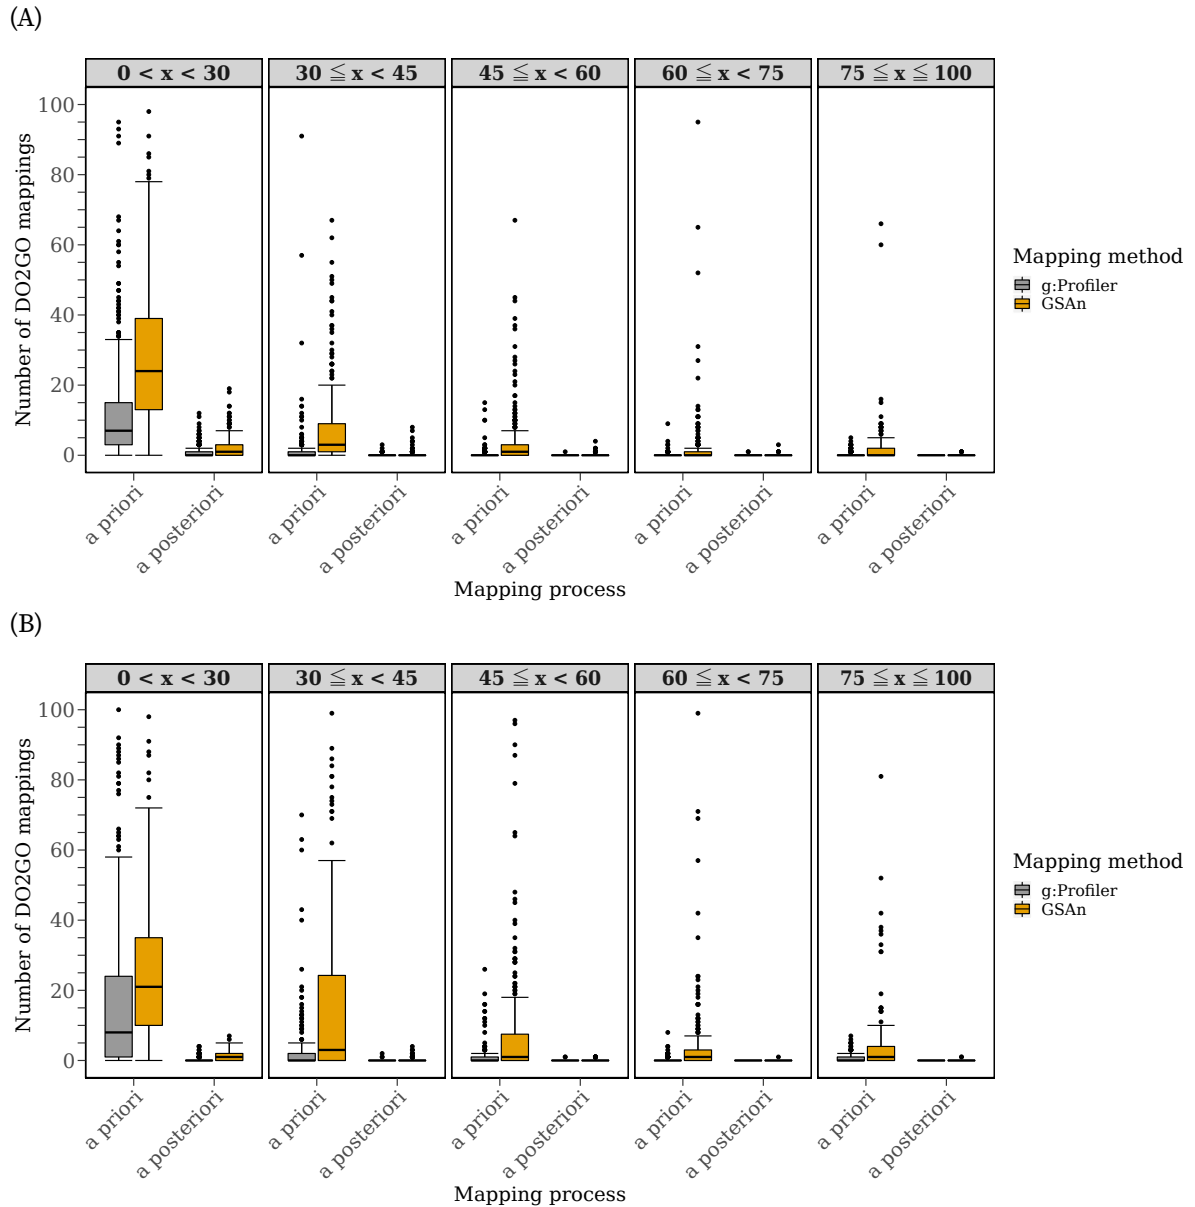 (A)
0 < x < 30
30 ≦ x < 45
45 ≦ x < 60
60 ≦ x < 75
75 ≦ x ≦ 100
Number of DO2GO mappings
100
80
60
40
20
0
a priori
a posteriori
a priori
a posteriori
a priori
a posteriori
a priori
a posteriori
a priori
a posteriori
Mapping process
Mapping method
g:Profiler
GSAn
(B)
0 < x < 30
30 ≦ x < 45
45 ≦ x < 60
60 ≦ x < 75
75 ≦ x ≦ 100
Number of DO2GO mappings
100
80
60
40
20
0
a priori
a posteriori
a priori
a posteriori
a priori
a posteriori
a priori
a posteriori
a priori
a posteriori
Mapping process
Mapping method
g:Profiler
GSAn